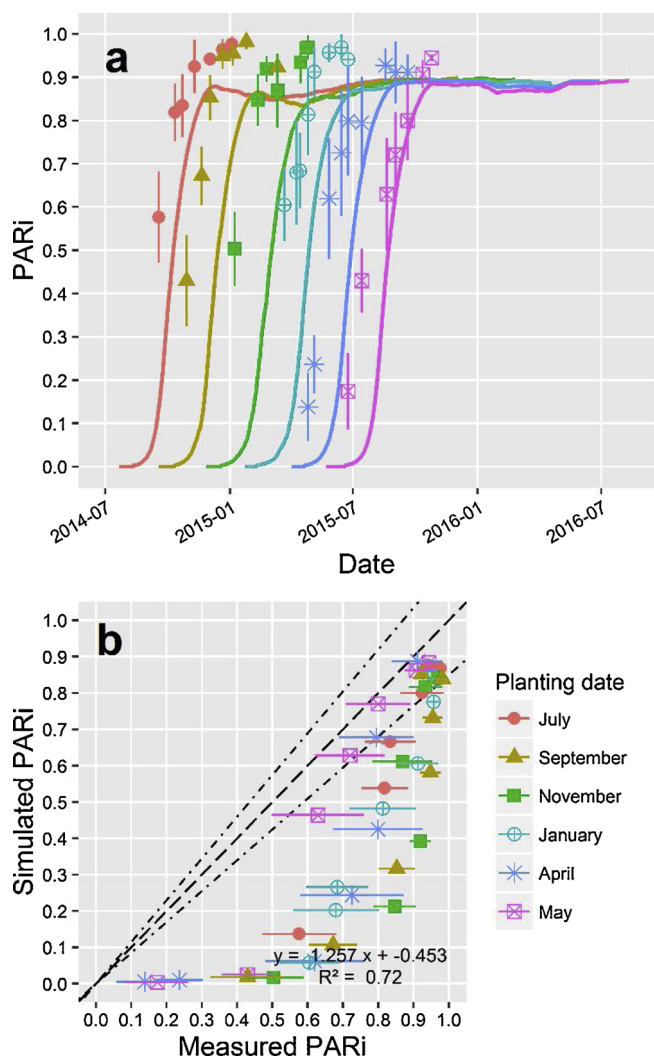 a
1.0
0.9
0.8
0.7
0.6
0.5
0.4
0.3
0.2
0.1
0.0
PARi
2014-07
2015-01
2015-07
2016-01
2016-07
Date
b
1.0
0.9
0.8
0.7
0.6
0.5
0.4
0.3
0.2
0.1
0.0
Simulated PARi
y = 1.257 x + -0.453
R² = 0.72
0.0 0.1 0.2 0.3 0.4 0.5 0.6 0.7 0.8 0.9 1.0
Measured PARi
Planting date
July
September
November
January
April
May